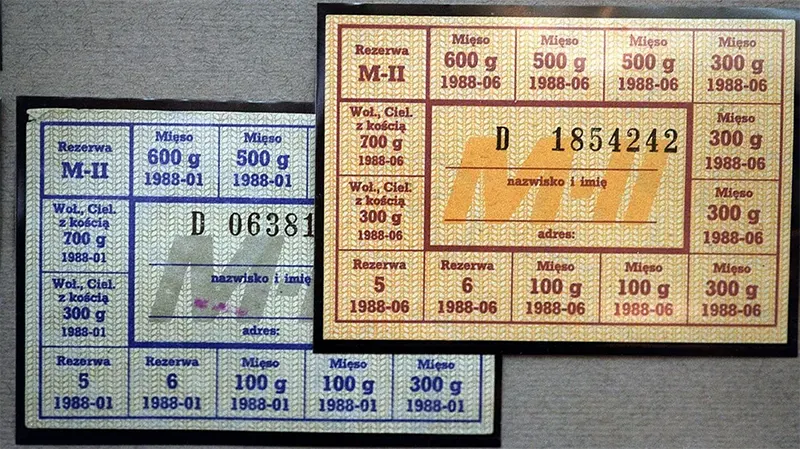 Rezerwa
M-II
Mięso
600 g
1988-01
Mięso
500 g
1988-01
Woł., Ciel.
z kością
700 g
1988-01
D 06381
nazwisko i imię
adres:
M-II
Woł., Ciel.
z kością
300 g
1988-01
Rezerwa
5
1988-01
Rezerwa
6
1988-01
Mięso
100 g
1988-01
Mięso
100 g
1988-01
Mięso
300 g
1988-01
Rezerwa
M-II
Mięso
600 g
1988-06
Mięso
500 g
1988-06
Mięso
500 g
1988-06
Mięso
300 g
1988-06
Woł., Ciel.
z kością
700 g
1988-06
D 1854242
nazwisko i imię
adres:
M-II
Mięso
300 g
1988-06
Woł., Ciel.
z kością
300 g
1988-06
Mięso
300 g
1988-06
Rezerwa
5
1988-06
Rezerwa
6
1988-06
Mięso
100 g
1988-06
Mięso
100 g
1988-06
Mięso
300 g
1988-06